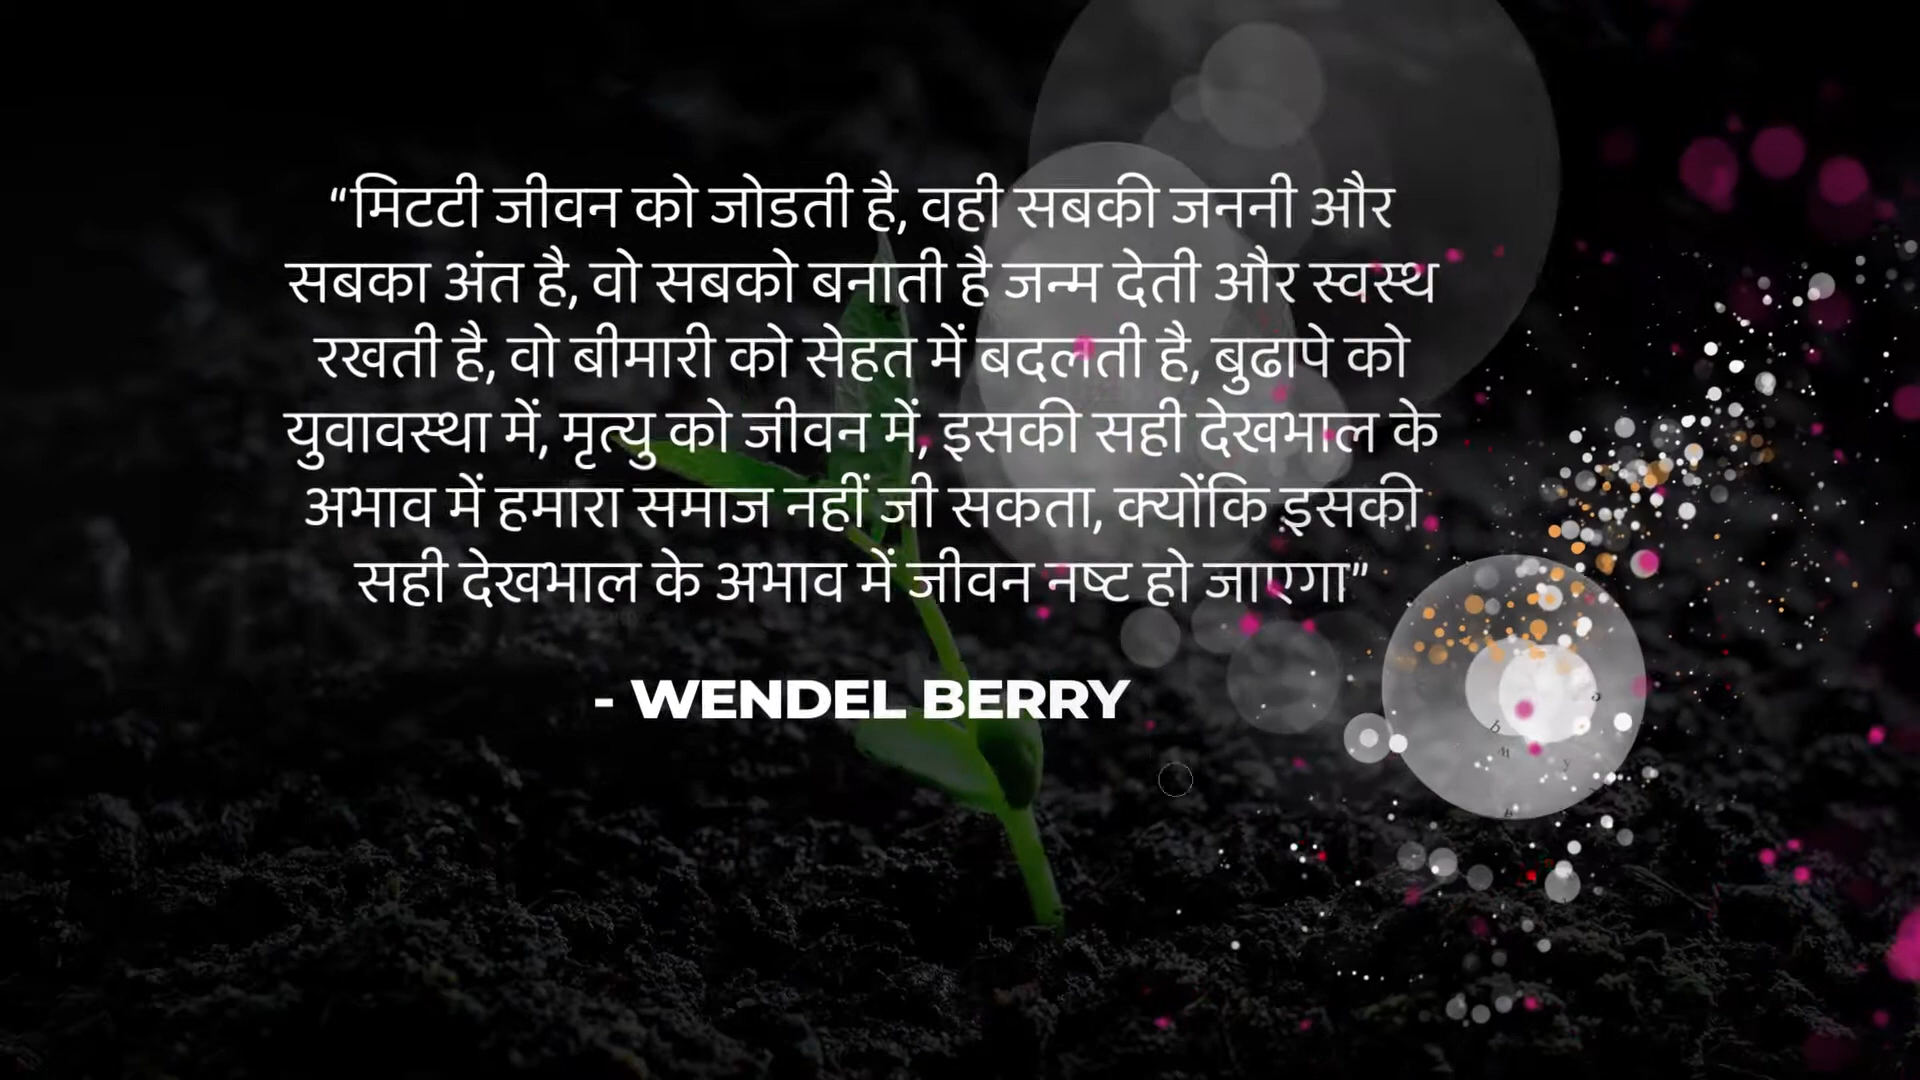 “मिटटी जीवन को जोडती है, वही सबकी जननी और
सबका अंत है, वो सबको बनाती है जन्म देती और स्वस्थ
रखती है, वो बीमारी को सेहत में बदलती है, बुढापे को
युवावस्था में, मृत्यु को जीवन में, इसकी सही देखभाल के
अभाव में हमारा समाज नहीं जी सकता, क्योंकि इसकी
सही देखभाल के अभाव में जीवन नष्ट हो जाएगा”
- WENDEL BERRY